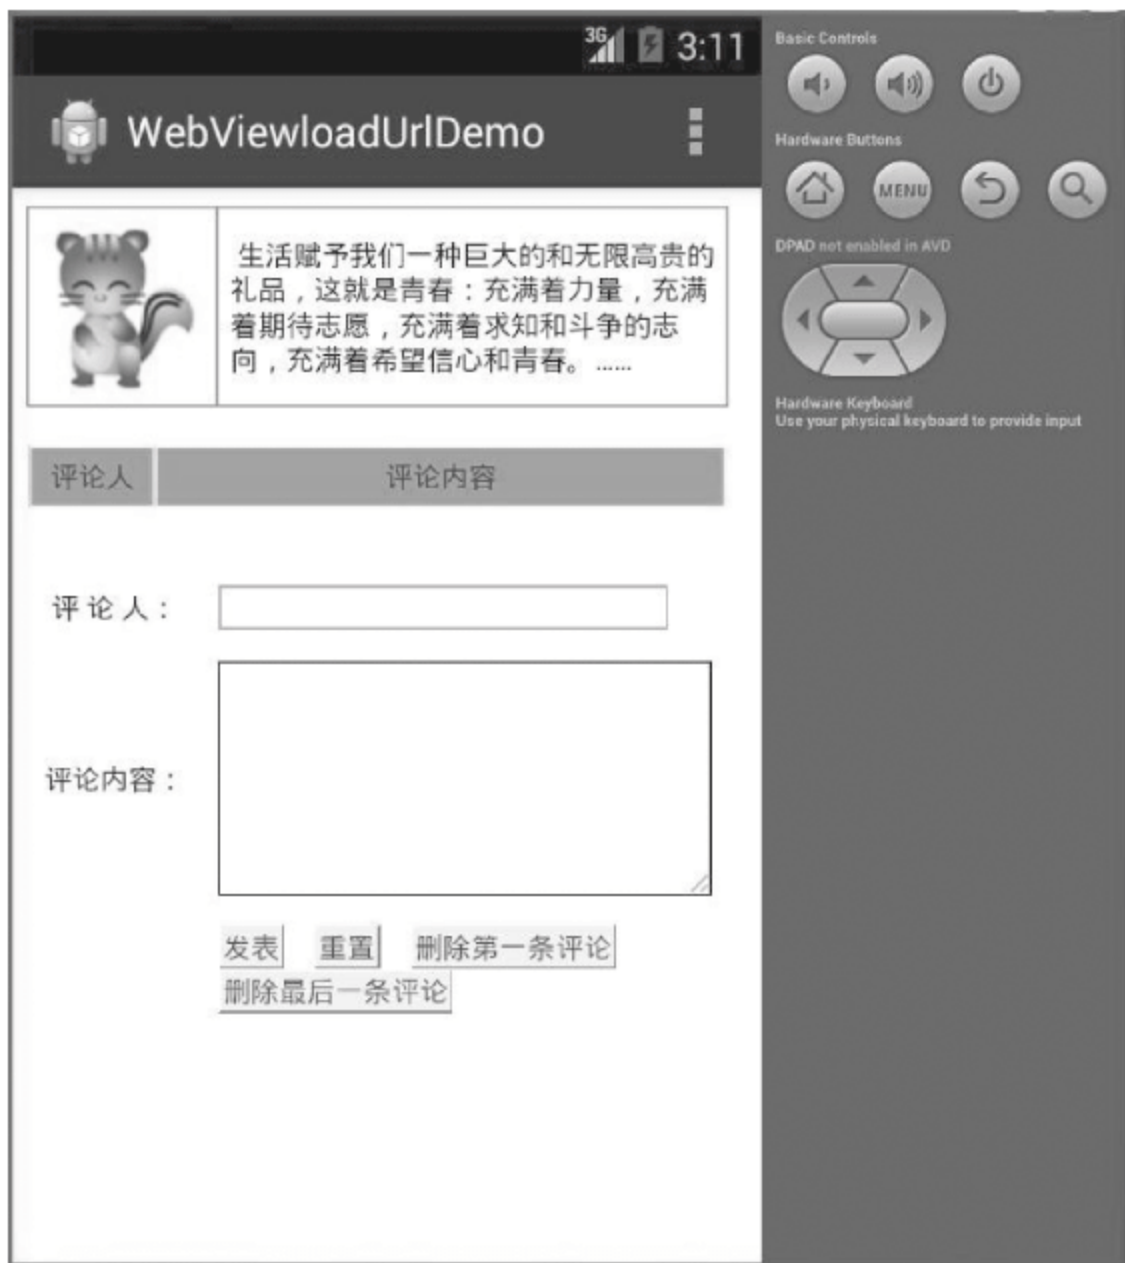 3G 3:11
WebViewloadUrlDemo
生活赋予我们一种巨大的和无限高贵的
礼品，这就是青春：充满着力量，充满
着期待志愿，充满着求知和斗争的志
向，充满着希望信心和青春。......
评论人 评论内容
评 论 人：
评论内容：
发表 重置 删除第一条评论
删除最后一条评论
Basic Controls
Hardware Buttons
MENU
DPAD not enabled in AVD
Hardware Keyboard
Use your physical keyboard to provide input